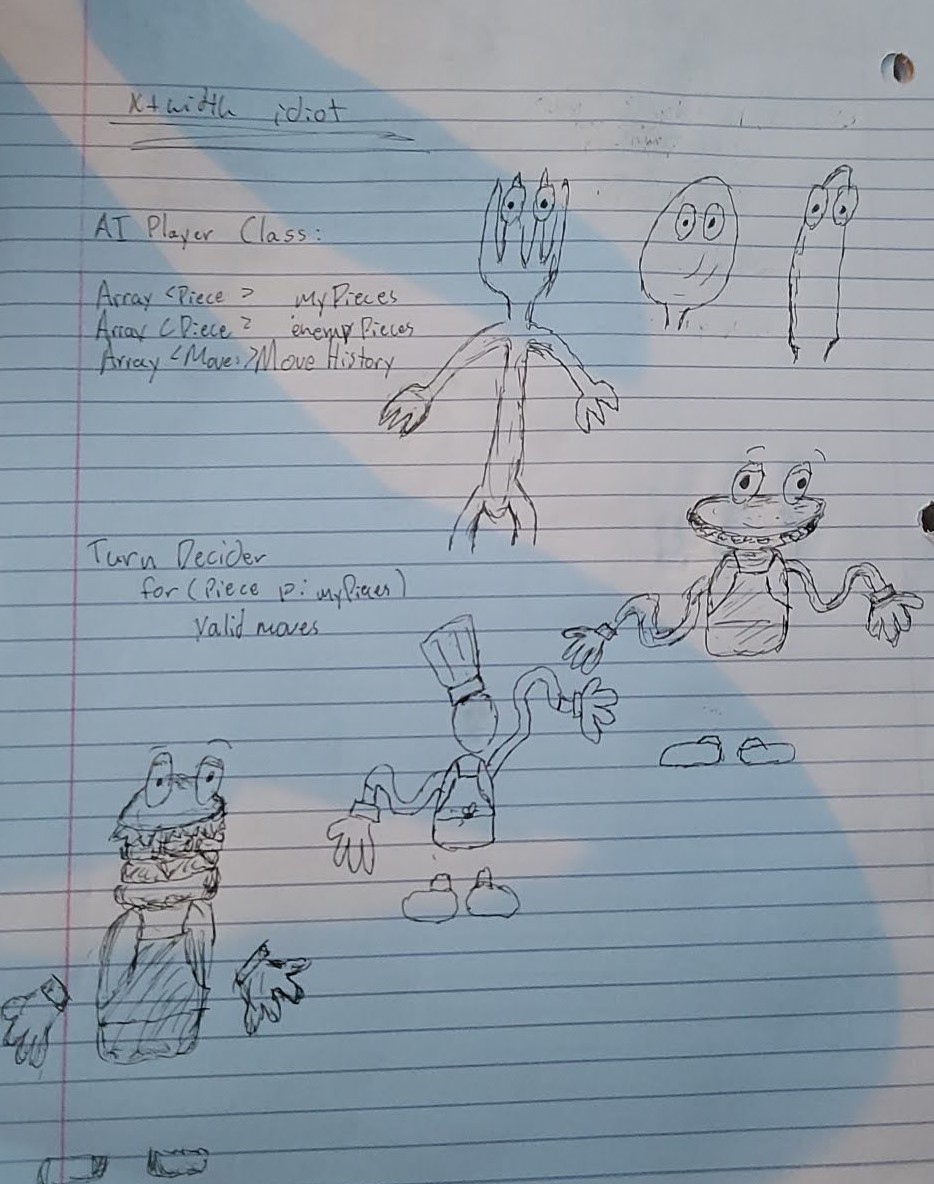 x+width idiot
AI Player Class:
Array <Piece> myPieces
Array <Piece> enemyPieces
Array <Move> Move History
Turn Decider
for (Piece p: myPieces)
Valid moves